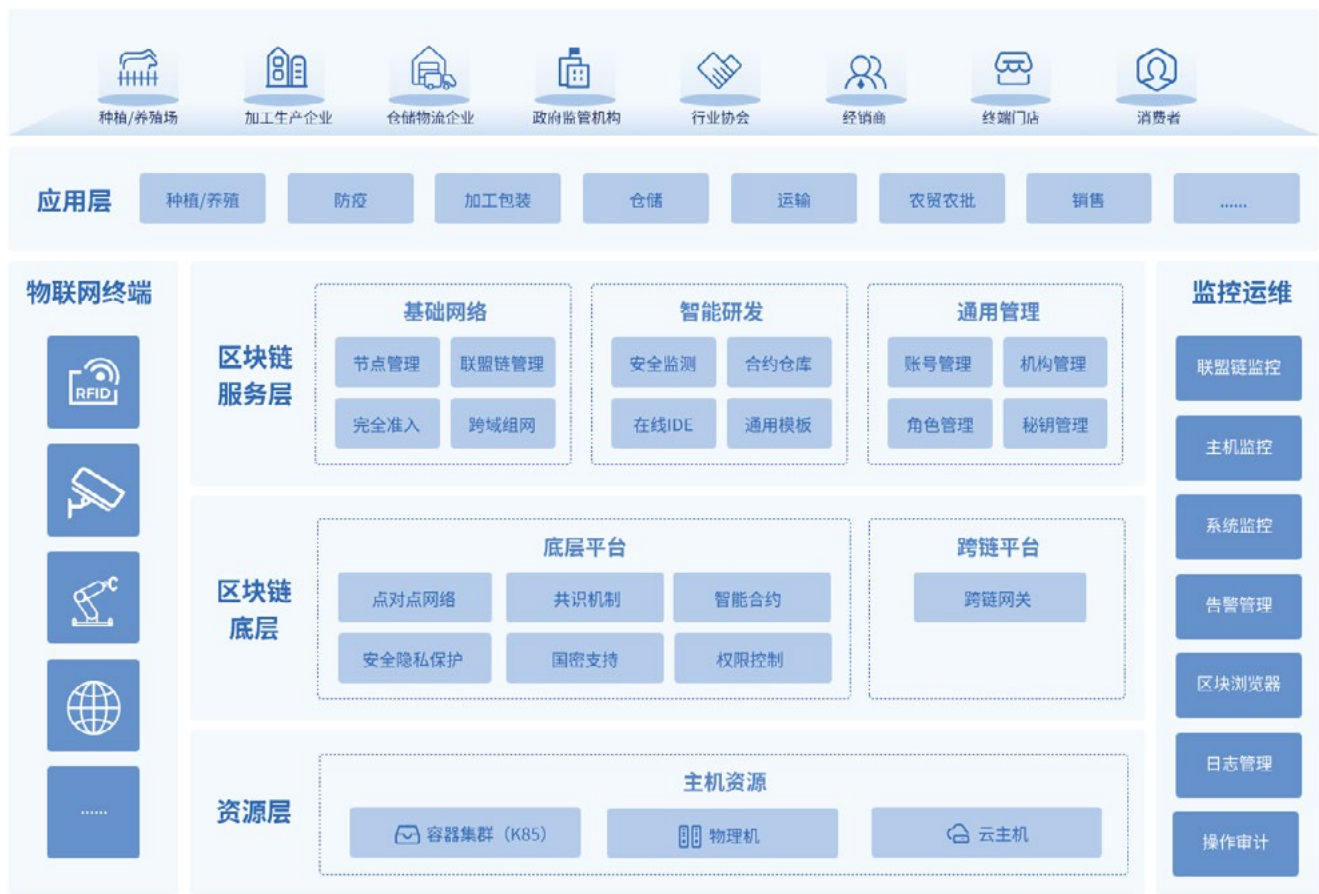 种植/养殖场
加工生产企业
仓储物流企业
政府监管机构
行业协会
经销商
终端门店
消费者
应用层
种植/养殖
防疫
加工包装
仓储
运输
农贸农批
销售
......
物联网终端
RFID
......
区块链
服务层
基础网络
节点管理
联盟链管理
完全准入
跨域组网
智能研发
安全监测
合约仓库
在线IDE
通用模板
通用管理
账号管理
机构管理
角色管理
秘钥管理
区块链
底层
底层平台
点对点网络
共识机制
智能合约
安全隐私保护
国密支持
权限控制
跨链平台
跨链网关
资源层
主机资源
容器集群（K85）
物理机
云主机
监控运维
联盟链监控
主机监控
系统监控
告警管理
区块浏览器
日志管理
操作审计